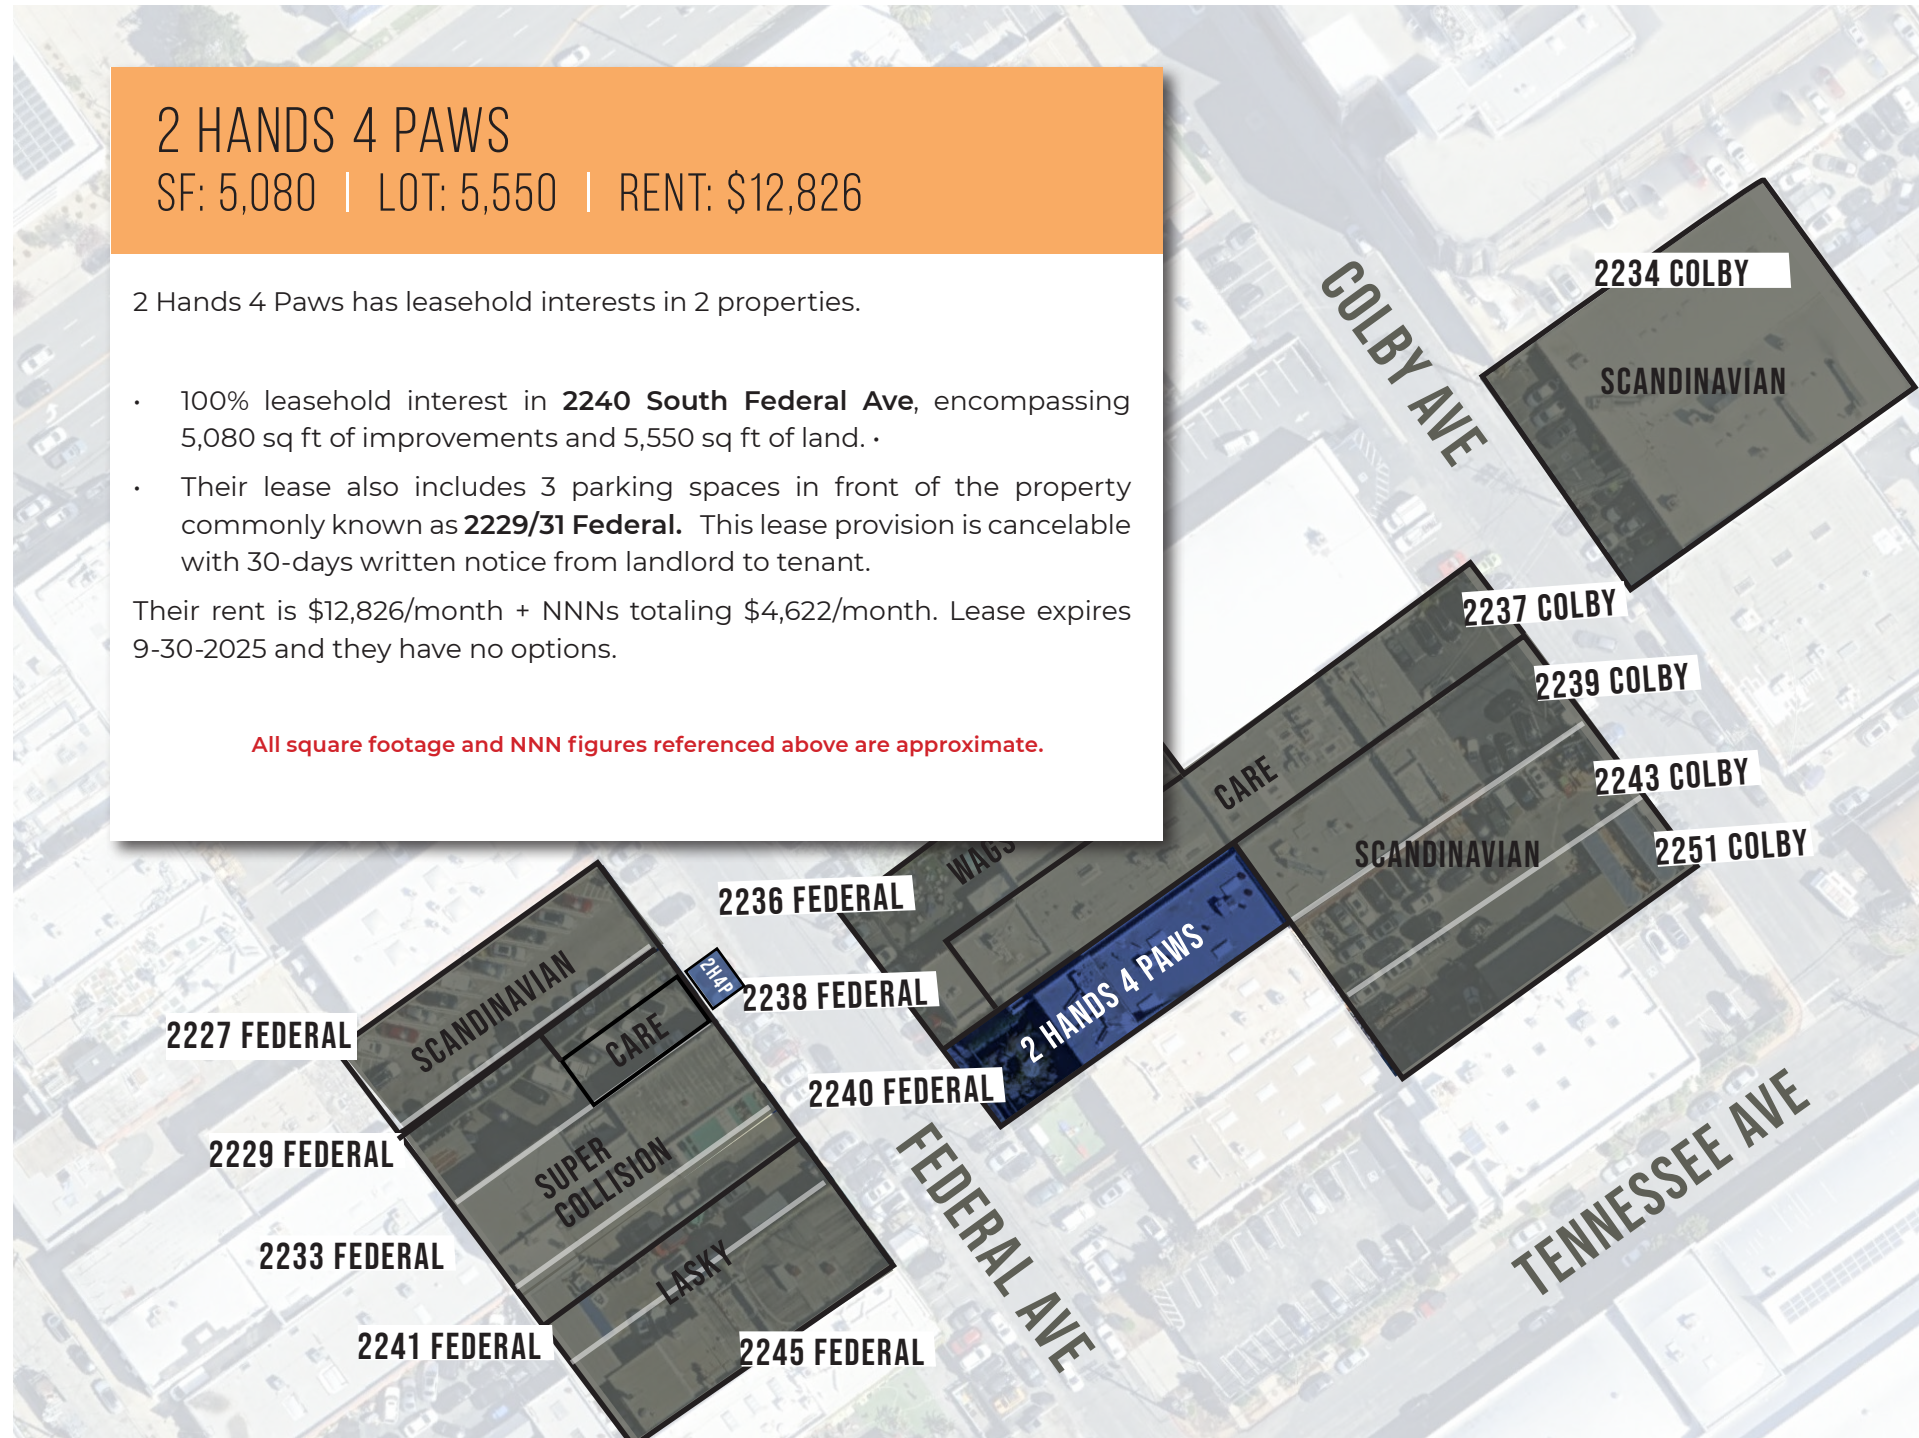 2 HANDS 4 PAWS
SF: 5,080 | LOT: 5,550 | RENT: $12,826
2 Hands 4 Paws has leasehold interests in 2 properties.
• 100% leasehold interest in 2240 South Federal Ave, encompassing
5,080 sq ft of improvements and 5,550 sq ft of land. •
• Their lease also includes 3 parking spaces in front of the property
commonly known as 2229/31 Federal. This lease provision is cancelable
with 30-days written notice from landlord to tenant.
Their rent is $12,826/month + NNNs totaling $4,622/month. Lease expires
9-30-2025 and they have no options.
All square footage and NNN figures referenced above are approximate.
COLBY AVE
2234 COLBY
SCANDINAVIAN
2237 COLBY
2239 COLBY
2243 COLBY
2251 COLBY
CARE
SCANDINAVIAN
WAGS
2236 FEDERAL
2 HANDS 4 PAWS
2H4P
2238 FEDERAL
2240 FEDERAL
SCANDINAVIAN
2227 FEDERAL
CARE
2229 FEDERAL
SUPER
COLLISION
2233 FEDERAL
LASKY
2241 FEDERAL
2245 FEDERAL
FEDERAL AVE
TENNESSEE AVE